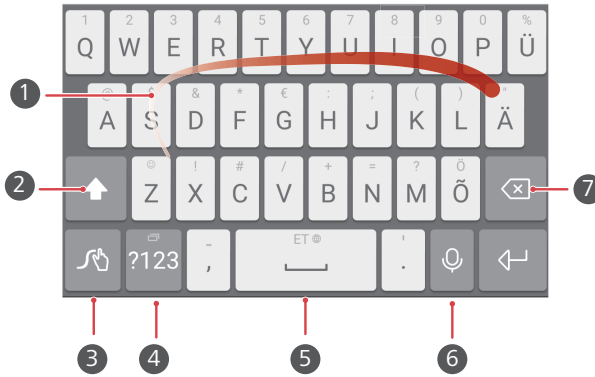 1 2 3 4 5 6 7 8 9 0 %
Q W E R T Y U I O P Ü
@ $ & * € : ; ( ) "
1 A S D F G H J K L Ä
☺ ! # / + = ? Ö
2 Z X C V B N M Õ 7
_ ET '
?123 , .
3 4 5 6